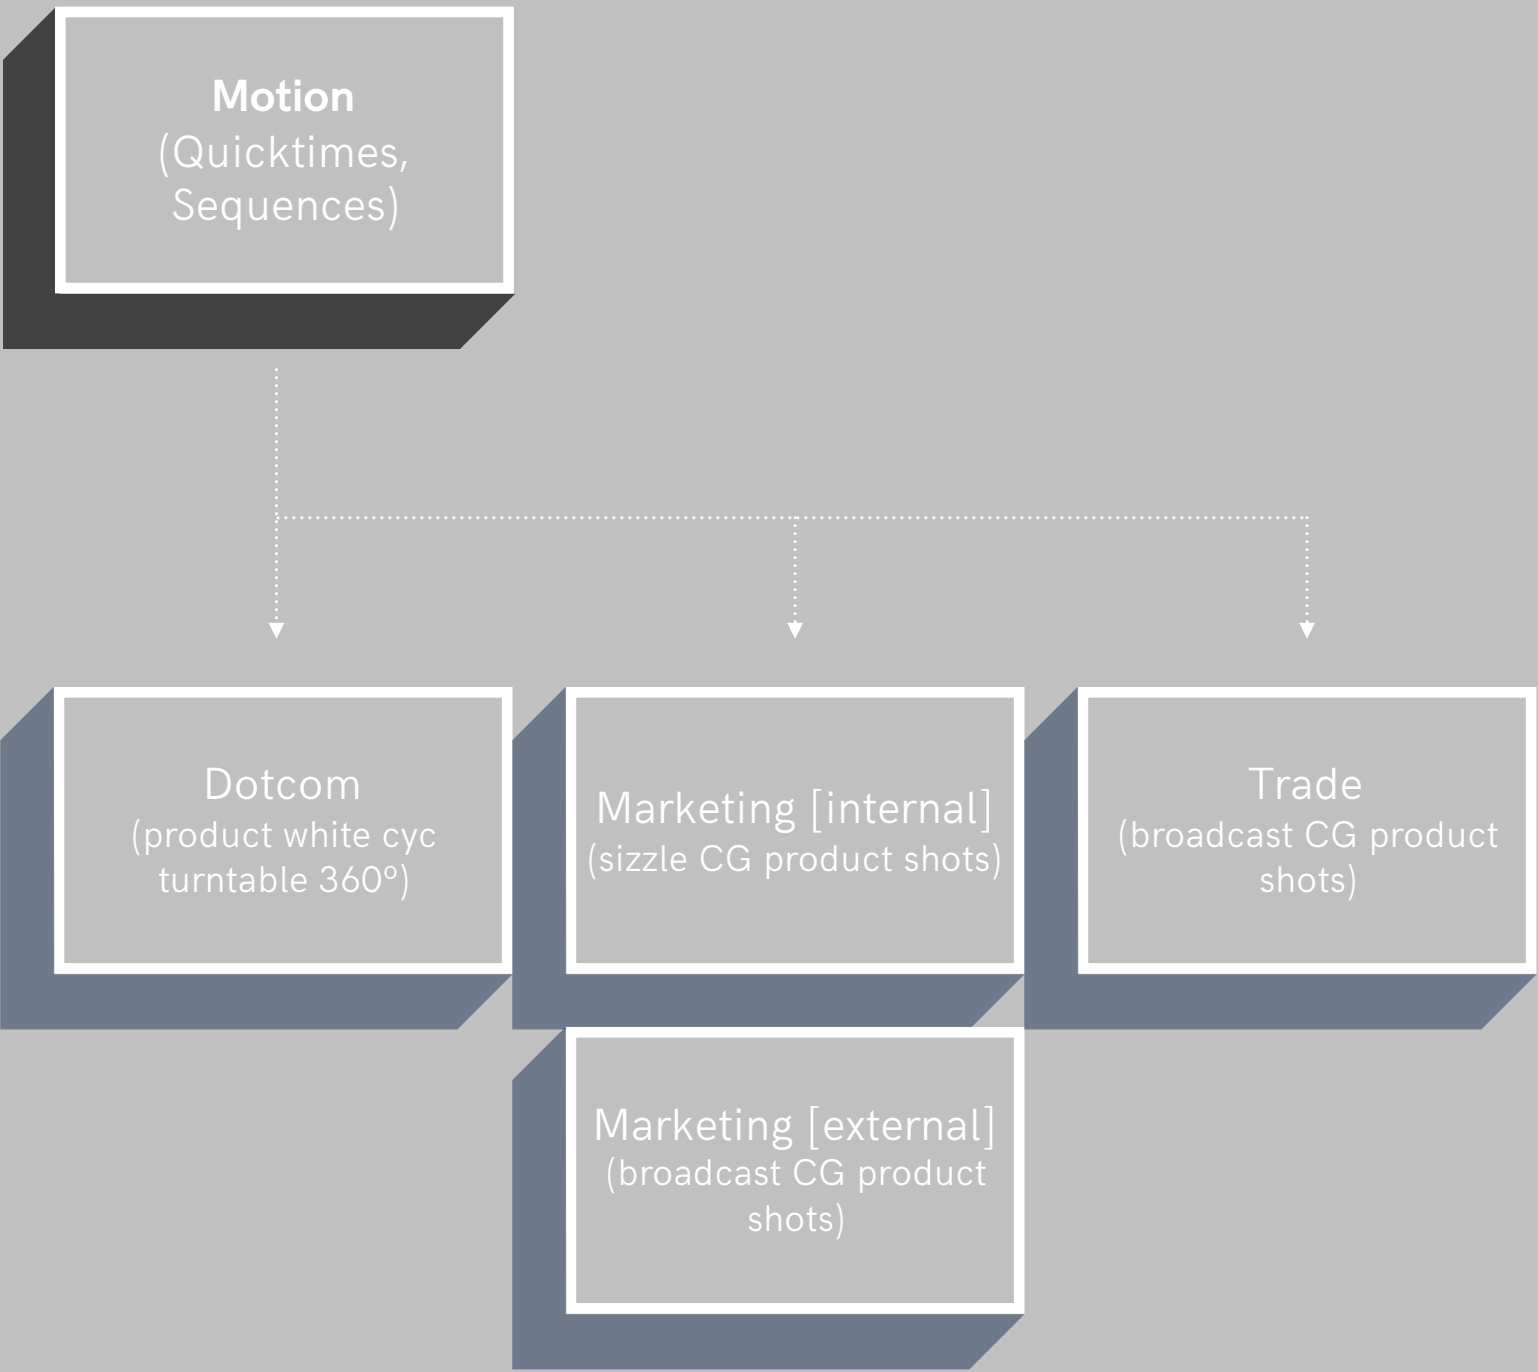 Motion
(Quicktimes,
Sequences)
Dotcom
(product white cyc
turntable 360º)
Marketing [internal]
(sizzle CG product shots)
Trade
(broadcast CG product
shots)
Marketing [external]
(broadcast CG product
shots)